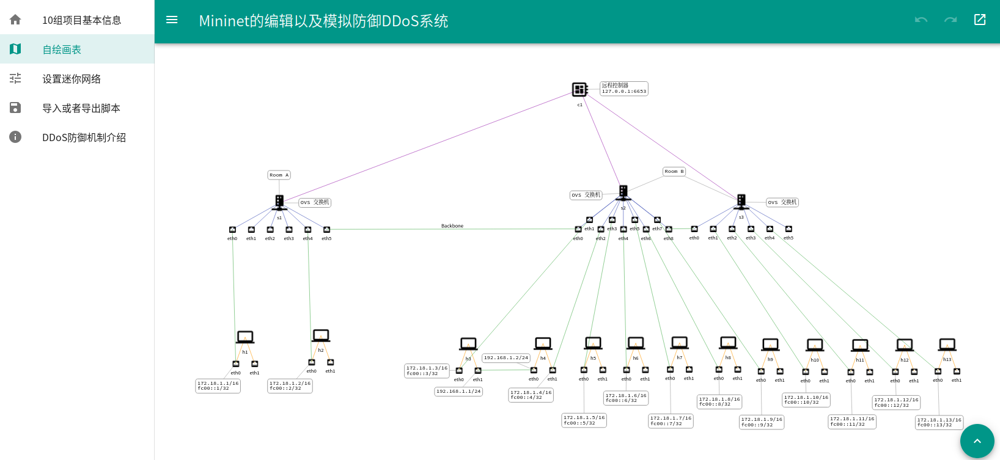 10组项目基本信息
自绘画表
设置迷你网络
导入或者导出脚本
DDoS防御机制介绍
Mininet的编辑以及模拟防御DDoS系统
远程控制器
127.0.0.1:6653
c1
Room A
Room B
ovs 交换机
s1
ovs 交换机
s2
ovs 交换机
s3
eth0
eth1
eth2
eth3
eth4
eth5
Backbone
eth1
eth3
eth5
eth7
eth0
eth2
eth4
eth6
eth8
eth0
eth1
eth2
eth3
eth4
eth5
h1
eth0
eth1
172.18.1.1/16
fc00::1/32
h2
eth0
eth1
172.18.1.2/16
fc00::2/32
h3
eth0
eth1
172.18.1.3/16
fc00::3/32
192.168.1.1/24
192.168.1.2/24
h4
eth0
eth1
172.18.1.4/16
fc00::4/32
h5
eth0
eth1
172.18.1.5/16
fc00::5/32
h6
eth0
eth1
172.18.1.6/16
fc00::6/32
h7
eth0
eth1
172.18.1.7/16
fc00::7/32
h8
eth0
eth1
172.18.1.8/16
fc00::8/32
h9
eth0
eth1
172.18.1.9/16
fc00::9/32
h10
eth0
eth1
172.18.1.10/16
fc00::10/32
h11
eth0
eth1
172.18.1.11/16
fc00::11/32
h12
eth0
eth1
172.18.1.12/16
fc00::12/32
h13
eth0
eth1
172.18.1.13/16
fc00::13/32